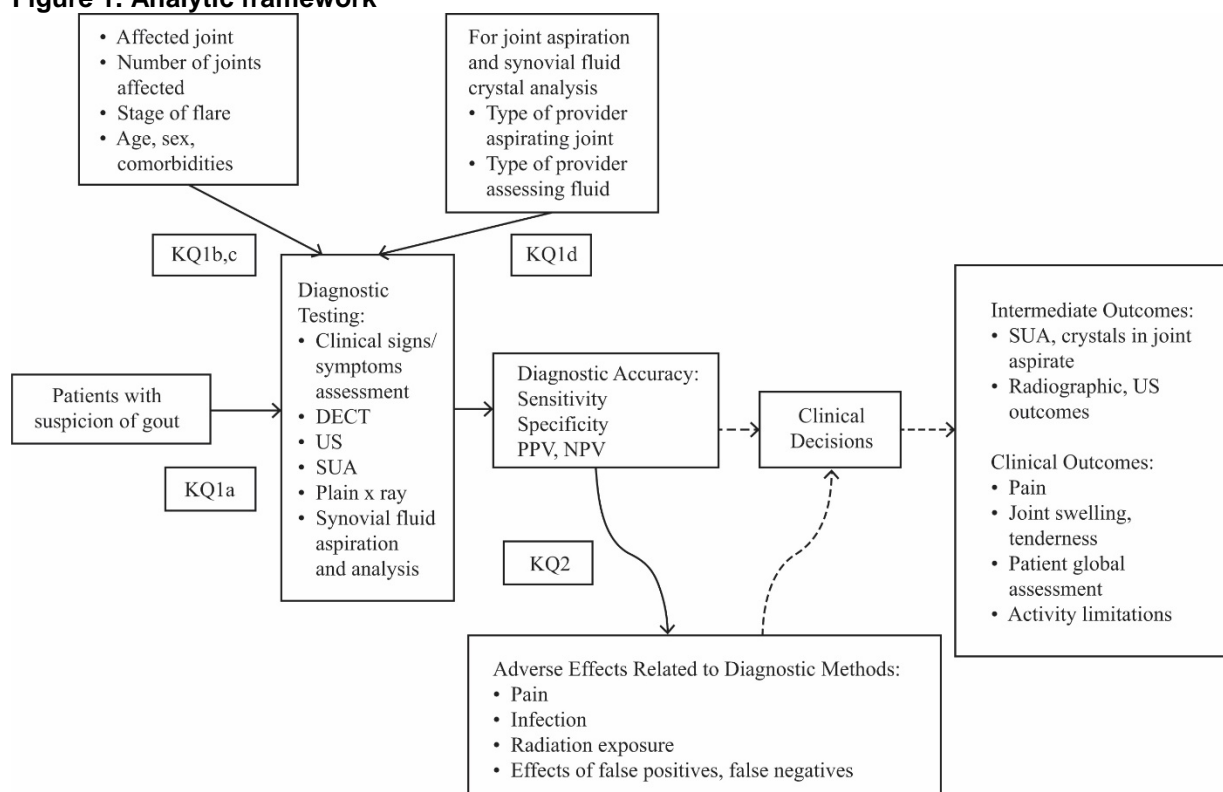 Figure 1. Analytic framework
• Affected joint
• Number of joints
affected
• Stage of flare
• Age, sex,
comorbidities
For joint aspiration
and synovial fluid
crystal analysis
• Type of provider
aspirating joint
• Type of provider
assessing fluid
KQ1b,c
KQ1d
Patients with
suspicion of gout
KQ1a
Diagnostic
Testing:
• Clinical signs/
symptoms
assessment
• DECT
• US
• SUA
• Plain x ray
• Synovial fluid
aspiration
and analysis
Diagnostic Accuracy:
Sensitivity
Specificity
PPV, NPV
KQ2
Clinical
Decisions
Intermediate Outcomes:
• SUA, crystals in joint
aspirate
• Radiographic, US
outcomes
Clinical Outcomes:
• Pain
• Joint swelling,
tenderness
• Patient global
assessment
• Activity limitations
Adverse Effects Related to Diagnostic Methods:
• Pain
• Infection
• Radiation exposure
• Effects of false positives, false negatives